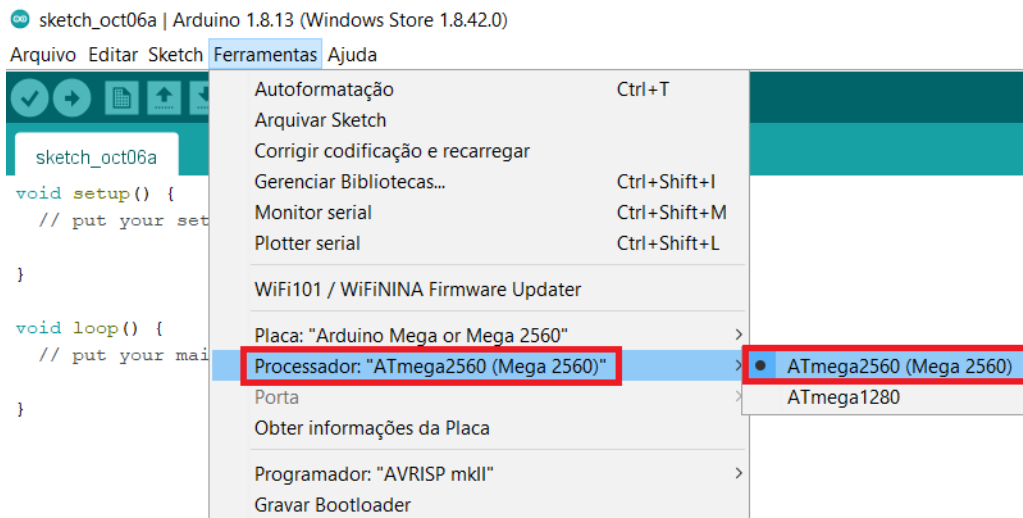 sketch_oct06a | Arduino 1.8.13 (Windows Store 1.8.42.0)
Arquivo Editar Sketch Ferramentas Ajuda
Autoformatação Ctrl+T
Arquivar Sketch
Corrigir codificação e recarregar
Gerenciar Bibliotecas... Ctrl+Shift+I
Monitor serial Ctrl+Shift+M
Plotter serial Ctrl+Shift+L
WiFi101 / WiFiNINA Firmware Updater
Placa: "Arduino Mega or Mega 2560"
Processador: "ATmega2560 (Mega 2560)"
Porta
Obter informações da Placa
Programador: "AVRISP mkII"
Gravar Bootloader
ATmega2560 (Mega 2560)
ATmega1280
sketch_oct06a
void setup() {
// put your set
}
void loop() {
// put your mai
}